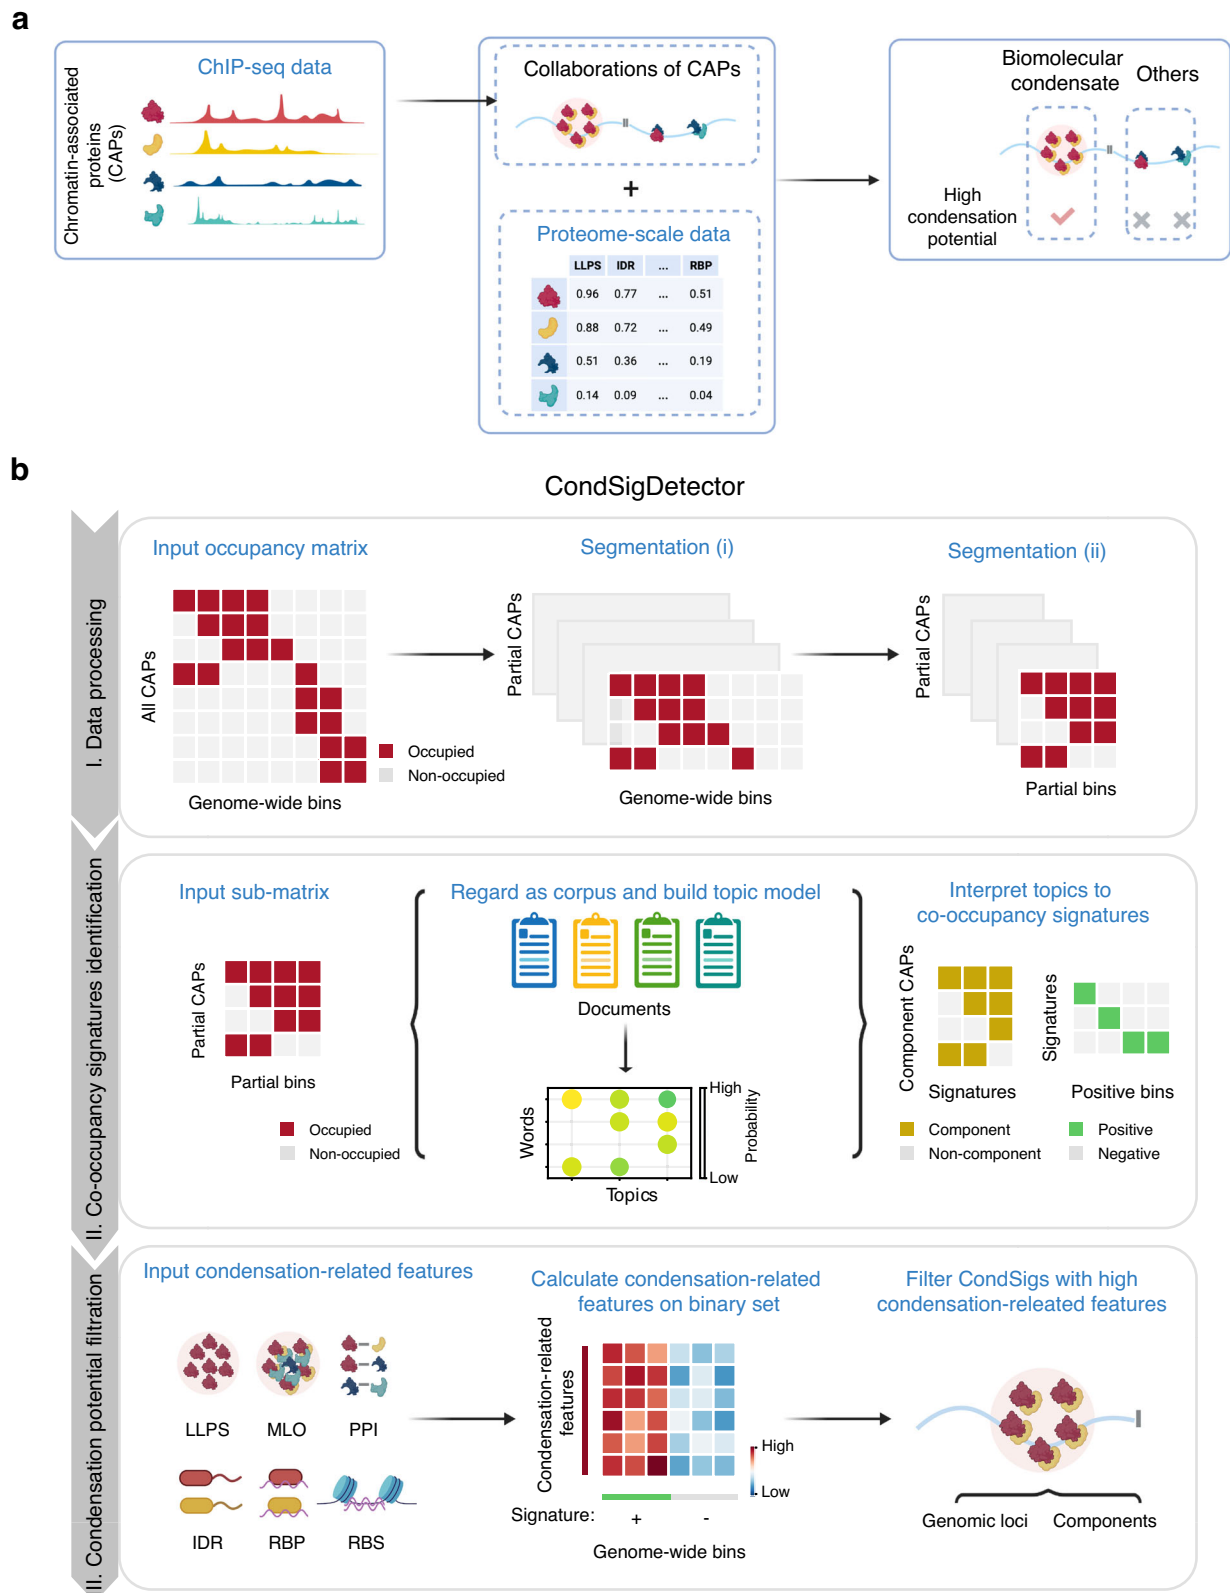 a
ChIP-seq data
Chromatin-associated
proteins
(CAPs)
Collaborations of CAPs
+
Proteome-scale data
LLPS IDR ... RBP
0.96 0.77 ... 0.51
0.88 0.72 ... 0.49
0.51 0.36 ... 0.19
0.14 0.09 ... 0.04
Biomolecular
condensate
Others
High
condensation
potential
b
CondSigDetector
I. Data processing
Input occupancy matrix
All CAPs
Genome-wide bins
Occupied
Non-occupied
Segmentation (i)
Partial CAPs
Genome-wide bins
Segmentation (ii)
Partial CAPs
Partial bins
II. Co-occupancy signatures identification
Input sub-matrix
Partial CAPs
Partial bins
Occupied
Non-occupied
Regard as corpus and build topic model
Documents
Words
Topics
High
Low
Probability
Interpret topics to
co-occupancy signatures
Component CAPs
Signatures
Component
Non-component
Signatures
Positive bins
Positive
Negative
II. Condensation potential filtration
Input condensation-related features
LLPS MLO PPI
IDR RBP RBS
Calculate condensation-related
features on binary set
Condensation-related
features
High
Low
Signature: + -
Genome-wide bins
Filter CondSigs with high
condensation-releated features
Genomic loci Components